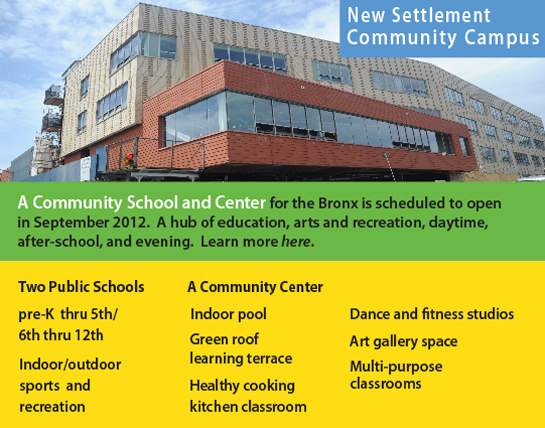 New Settlement
Community Campus
A Community School and Center for the Bronx is scheduled to open
in September 2012. A hub of education, arts and recreation, daytime,
after-school, and evening. Learn more here.
Two Public Schools
pre-K thru 5th/
6th thru 12th
Indoor/outdoor
sports and
recreation
A Community Center
Indoor pool
Green roof
learning terrace
Healthy cooking
kitchen classroom
Dance and fitness studios
Art gallery space
Multi-purpose
classrooms